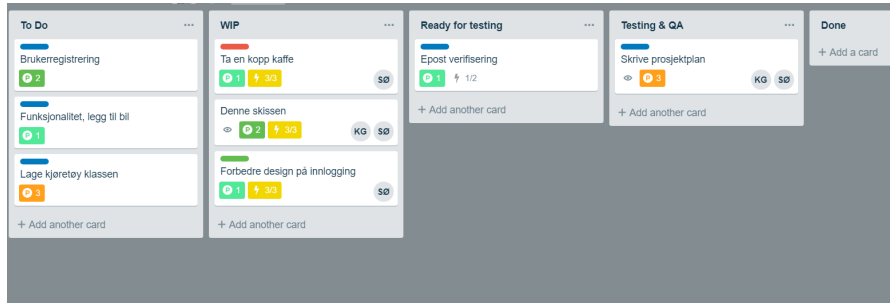 To Do
Brukerregistrering
P 2
Funksjonalitet, legg til bil
P 1
Lage kjøretøy klassen
P 3
+ Add another card
WIP
Ta en kopp kaffe
P 1 3/3
SØ
Denne skissen
P 2 3/3
KG SØ
Forbedre design på innlogging
P 1 3/3
SØ
+ Add another card
Ready for testing
Epost verifisering
P 1 1/2
+ Add another card
Testing & QA
Skrive prosjektplan
P 3
KG SØ
+ Add another card
Done
+ Add a card